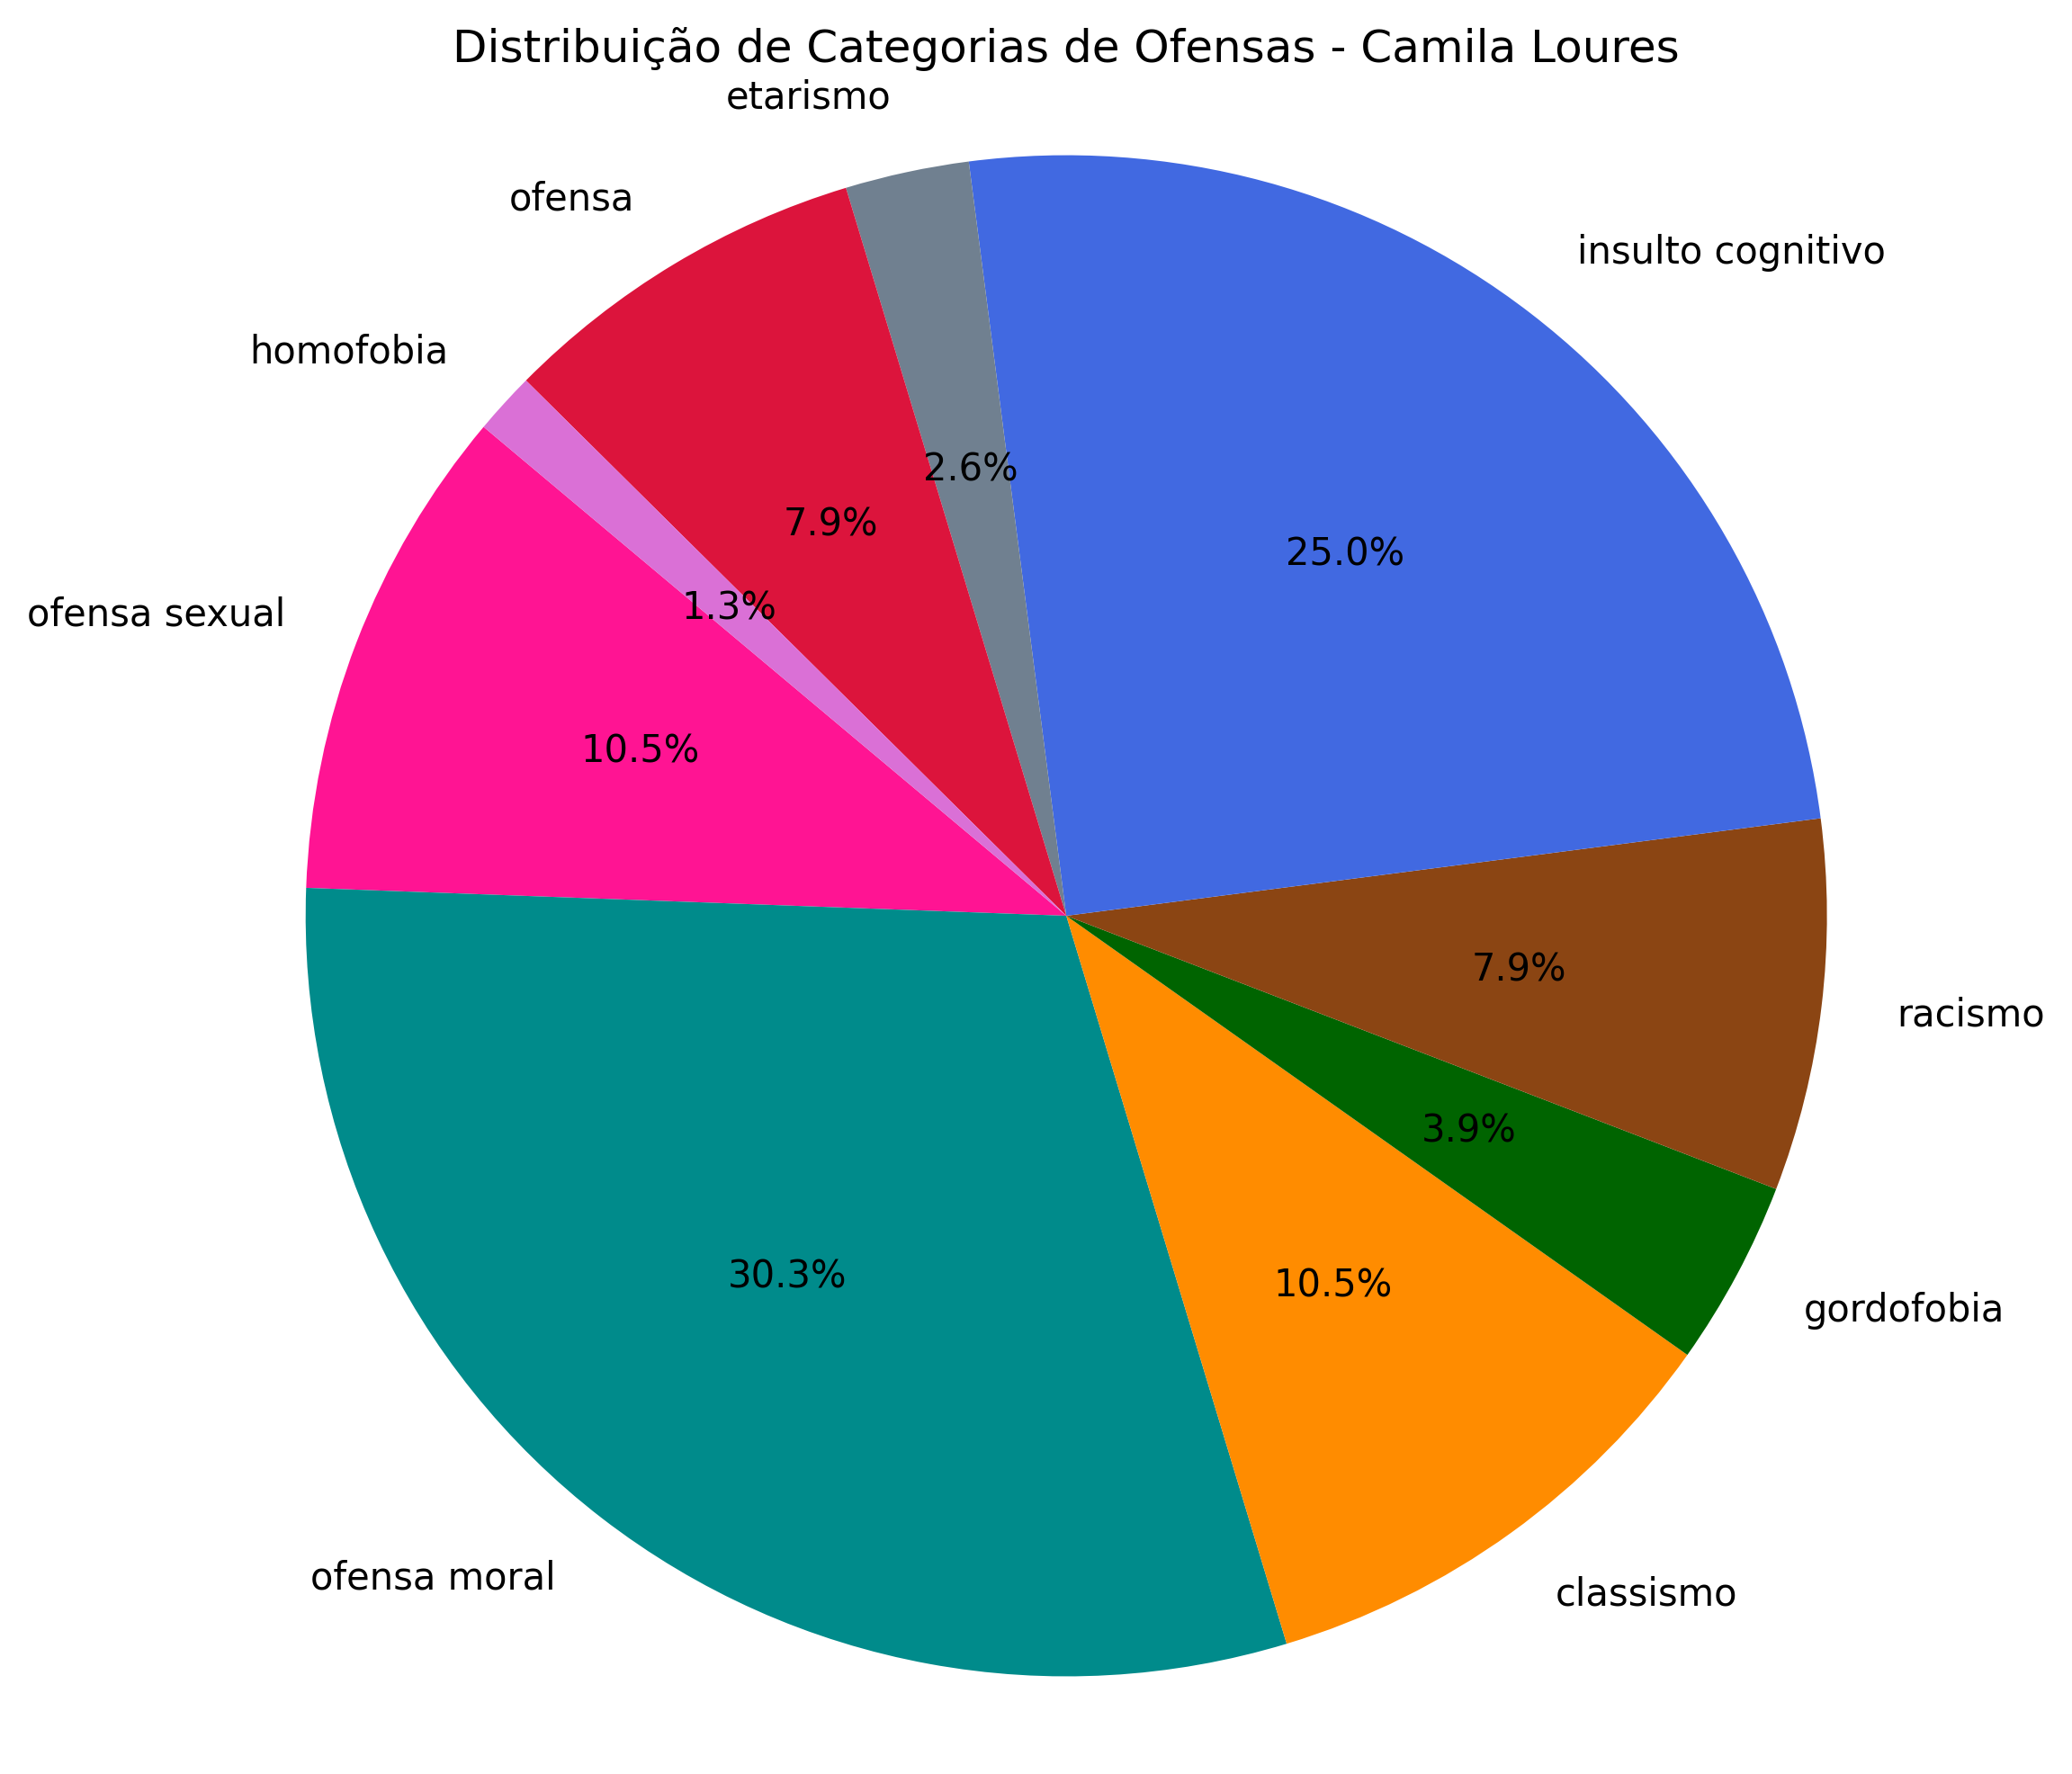 Distribuição de Categorias de Ofensas - Camila Loures
etarismo
ofensa
insulto cognitivo
homofobia
2.6%
7.9%
25.0%
1.3%
ofensa sexual
10.5%
7.9%
racismo
3.9%
30.3%
10.5%
gordofobia
ofensa moral
classismo